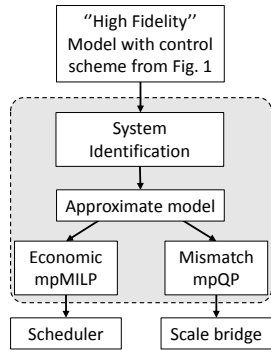 “High Fidelity”
Model with control
scheme from Fig. 1
System
Identification
Approximate model
Economic
mpMILP
Mismatch
mpQP
Scheduler
Scale bridge